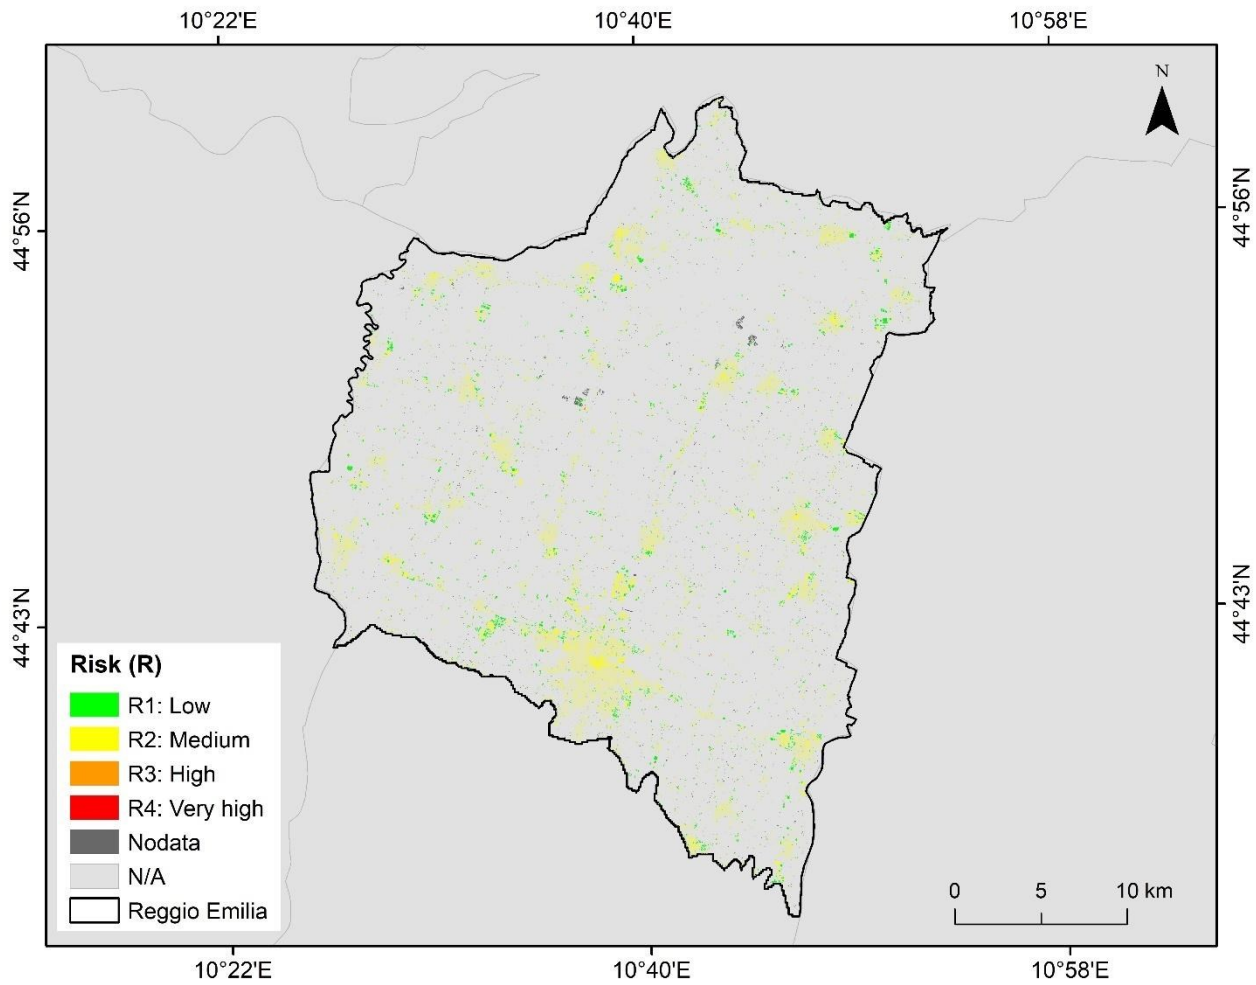 10°22'E 10°40'E 10°58'E
N
44°56'N 44°56'N
44°43'N 44°43'N
Risk (R)
R1: Low
R2: Medium
R3: High
R4: Very high
Nodata
N/A
Reggio Emilia
0 5 10 km
10°22'E 10°40'E 10°58'E